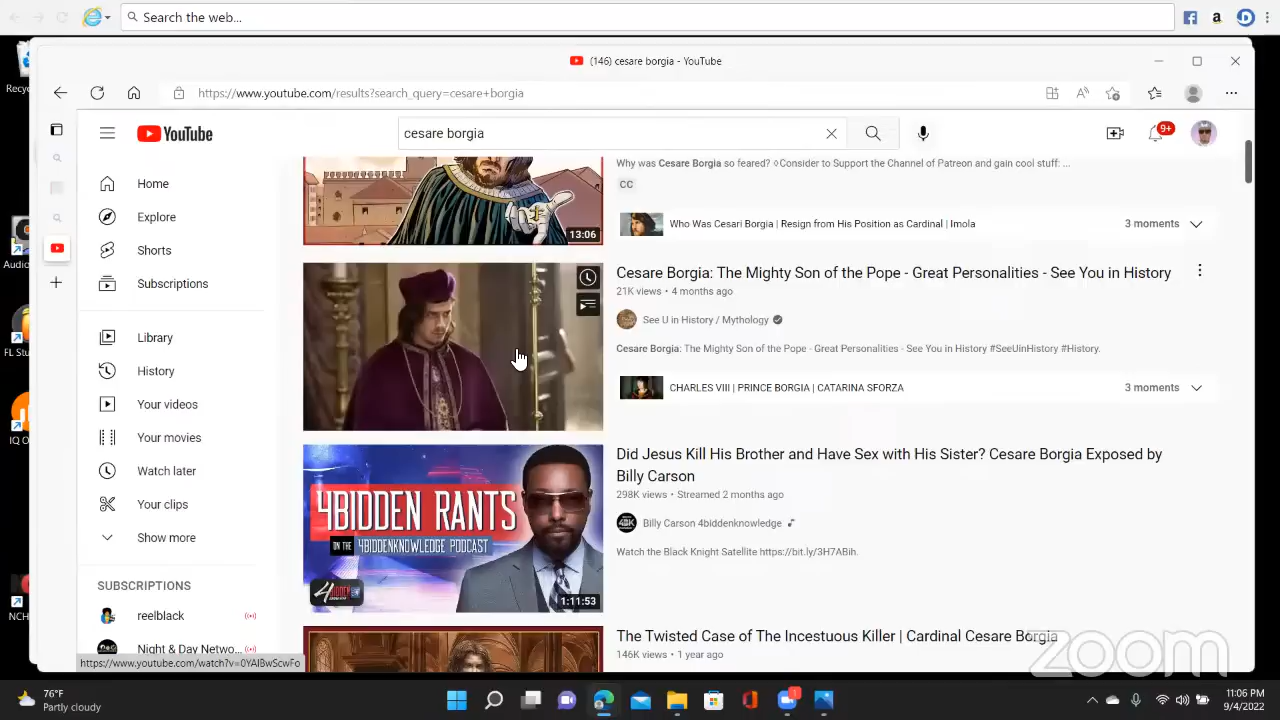 Search the web...
(146) cesare borgia - YouTube
https://www.youtube.com/results?search_query=cesare+borgia
YouTube
cesare borgia
9+
Why was Cesare Borgia so feared? ◊Consider to Support the Channel of Patreon and gain cool stuff: ...
CC
13:06
Who Was Cesari Borgia | Resign from His Position as Cardinal | Imola
3 moments
Home
Explore
Shorts
Subscriptions
Library
History
Your videos
Your movies
Watch later
Your clips
Show more
SUBSCRIPTIONS
reelblack
Night & Day Netwo...
Cesare Borgia: The Mighty Son of the Pope - Great Personalities - See You in History
21K views • 4 months ago
See U in History / Mythology
Cesare Borgia: The Mighty Son of the Pope - Great Personalities - See You in History #SeeUinHistory #History.
CHARLES VIII | PRINCE BORGIA | CATARINA SFORZA
3 moments
4BIDDEN RANTS
ON THE 4BIDDENKNOWLEDGE PODCAST
1:11:53
Did Jesus Kill His Brother and Have Sex with His Sister? Cesare Borgia Exposed by
Billy Carson
298K views • Streamed 2 months ago
Billy Carson 4biddenknowledge
Watch the Black Knight Satellite https://bit.ly/3H7ABih.
The Twisted Case of The Incestuous Killer | Cardinal Cesare Borgia
146K views • 1 year ago
https://www.youtube.com/watch?v=0YAlBwScwFo
zoom
Recyc
Audio
FL Stu
IQ O
NCH
76°F
Partly cloudy
1
11:06 PM
9/4/2022